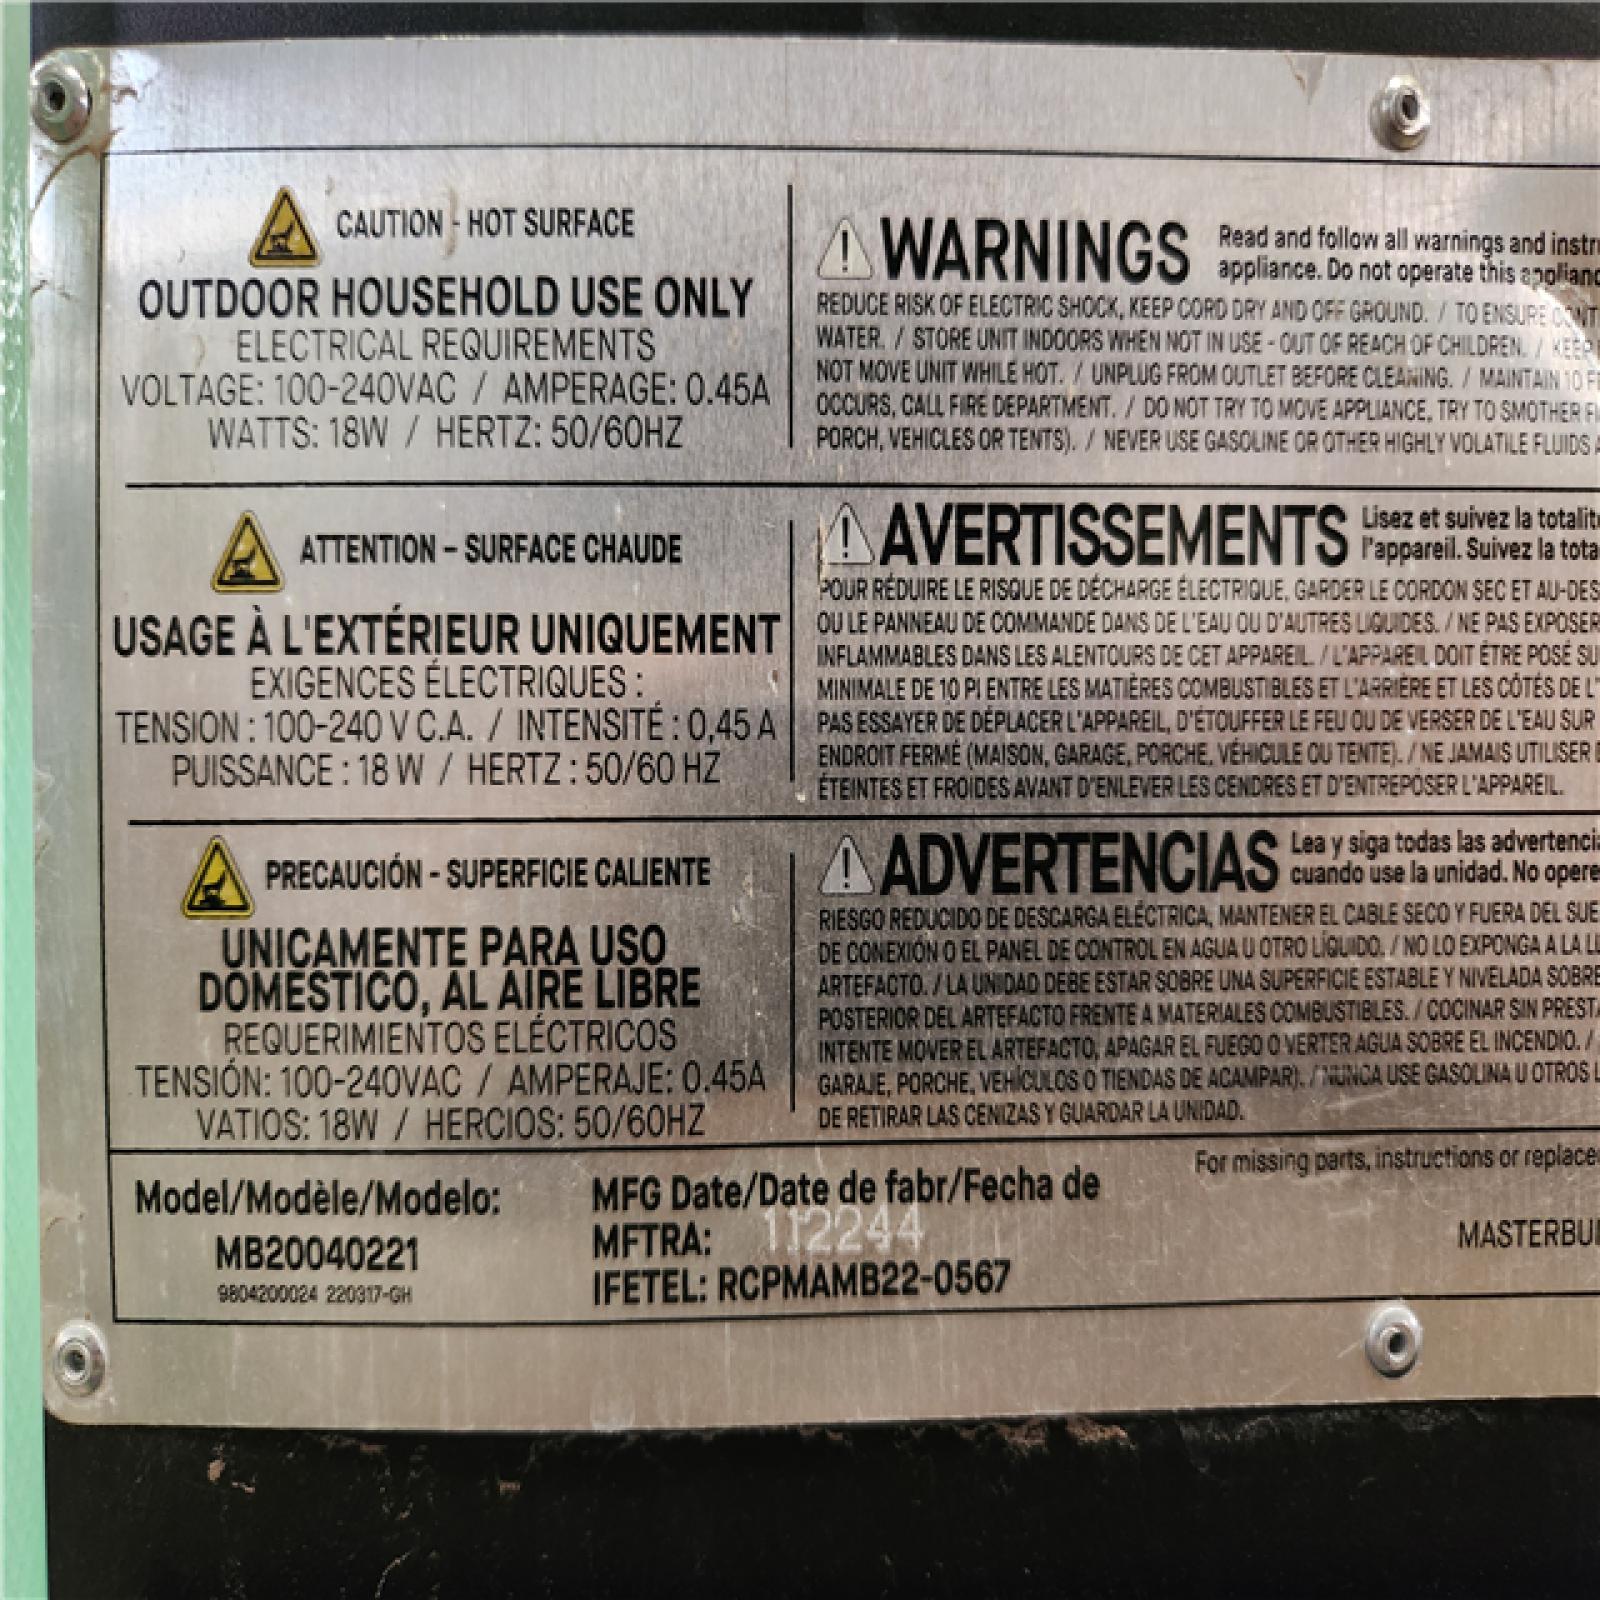 CAUTION - HOT SURFACE
OUTDOOR HOUSEHOLD USE ONLY
ELECTRICAL REQUIREMENTS
VOLTAGE: 100-240VAC / AMPERAGE: 0.45A
WATTS: 18W / HERTZ: 50/60HZ
WARNINGS
Read and follow all warnings and
appliance. Do not operate this
REDUCE RISK OF ELECTRIC SHOCK, KEEP CORD DRY AND OFF GROUND. / TO ENSURE
WATER. / STORE UNIT INDOORS WHEN NOT IN USE - OUT OF REACH OF CHILDREN. / KEEP
NOT MOVE UNIT WHILE HOT. / UNPLUG FROM OUTLET BEFORE CLEANING. / MAINTAIN 10
OCCURS, CALL FIRE DEPARTMENT. / DO NOT TRY TO MOVE APPLIANCE, TRY TO SMOTHER
PORCH, VEHICLES OR TENTS). / NEVER USE GASOLINE OR OTHER HIGHLY VOLATILE FLUIDS
ATTENTION – SURFACE CHAUDE
USAGE À L'EXTÉRIEUR UNIQUEMENT
EXIGENCES ÉLECTRIQUES :
TENSION : 100-240 V C.A. / INTENSITÉ : 0,45 A
PUISSANCE : 18 W / HERTZ : 50/60 HZ
AVERTISSEMENTS
Lisez et suivez la
l'appareil. Suivez la
POUR RÉDUIRE LE RISQUE DE DÉCHARGE ÉLECTRIQUE, GARDER LE CORDON SEC ET
OU LE PANNEAU DE COMMANDE DANS DE L'EAU OU D'AUTRES LIQUIDES. / NE PAS EXPOSER
INFLAMMABLES DANS LES ALENTOURS DE CET APPAREIL. / L'APPAREIL DOIT ÊTRE POSÉ
MINIMALE DE 10 PI ENTRE LES MATIÈRES COMBUSTIBLES ET L'ARRIÈRE ET LES CÔTÉS DE
PAS ESSAYER DE DÉPLACER L'APPAREIL, D'ÉTOUFFER LE FEU OU DE VERSER DE L'EAU SUR
ENDROIT FERMÉ (MAISON, GARAGE, PORCHE, VÉHICULE OU TENTE). / NE JAMAIS UTILISER
ÉTEINTES ET FROIDES AVANT D'ENLEVER LES CENDRES ET D'ENTREPOSER L'APPAREIL.
PRECAUCIÓN - SUPERFICIE CALIENTE
UNICAMENTE PARA USO
DOMESTICO, AL AIRE LIBRE
REQUERIMIENTOS ELÉCTRICOS
TENSIÓN: 100-240VAC / AMPERAJE: 0.45A
VATIOS: 18W / HERCIOS: 50/60HZ
ADVERTENCIAS
Lea y siga todas las
cuando use la unidad. No
RIESGO REDUCIDO DE DESCARGA ELÉCTRICA, MANTENER EL CABLE SECO Y FUERA DEL
DE CONEXIÓN O EL PANEL DE CONTROL EN AGUA U OTRO LÍQUIDO. / NO LO EXPONGA A LA
ARTEFACTO. / LA UNIDAD DEBE ESTAR SOBRE UNA SUPERFICIE ESTABLE Y NIVELADA SOBRE
POSTERIOR DEL ARTEFACTO FRENTE A MATERIALES COMBUSTIBLES. / COCINAR SIN
INTENTE MOVER EL ARTEFACTO, APAGAR EL FUEGO O VERTER AGUA SOBRE EL INCENDIO. /
GARAJE, PORCHE, VEHÍCULOS O TIENDAS DE ACAMPAR). / NUNCA USE GASOLINA U OTROS
DE RETIRAR LAS CENIZAS Y GUARDAR LA UNIDAD.
For missing parts, instructions or
Model/Modèle/Modelo:
MB20040221
9804200024 220317-GH
MFG Date/Date de fabr/Fecha de
MFTRA: 112244
IFETEL: RCPMAMB22-0567